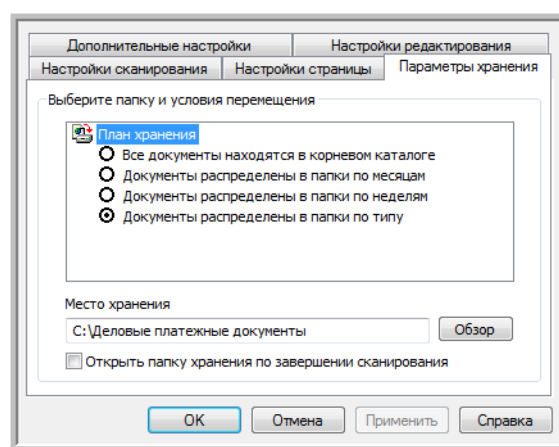 Дополнительные настройки
Настройки редактирования
Настройки сканирования
Настройки страницы
Параметры хранения
Выберите папку и условия перемещения
План хранения
Все документы находятся в корневом каталоге
Документы распределены в папки по месяцам
Документы распределены в папки по неделям
Документы распределены в папки по типу
Место хранения
C:\Деловые платежные документы
Обзор
Открыть папку хранения по завершении сканирования
OK
Отмена
Применить
Справка